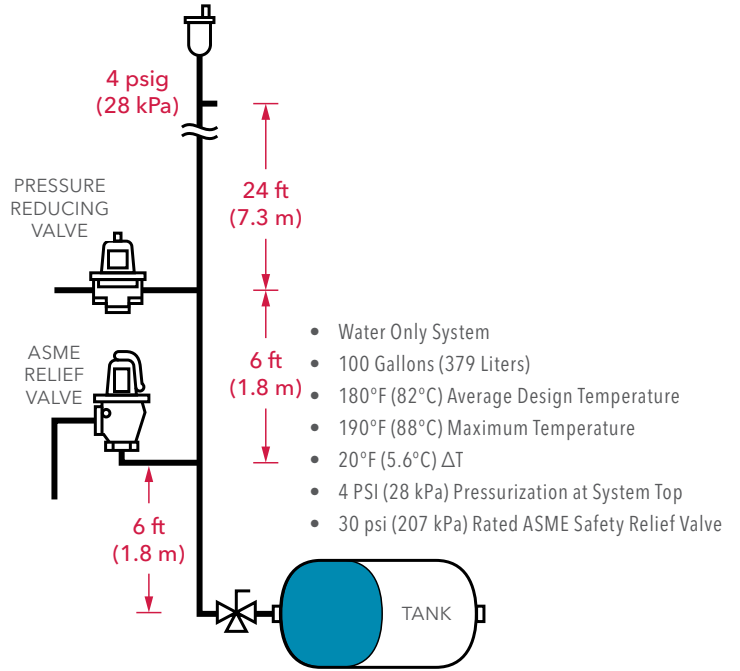 4 psig
(28 kPa)
PRESSURE
REDUCING
VALVE
24 ft
(7.3 m)
ASME
RELIEF
VALVE
6 ft
(1.8 m)
• Water Only System
• 100 Gallons (379 Liters)
• 180°F (82°C) Average Design Temperature
• 190°F (88°C) Maximum Temperature
• 20°F (5.6°C) ΔT
• 4 PSI (28 kPa) Pressurization at System Top
• 30 psi (207 kPa) Rated ASME Safety Relief Valve
6 ft
(1.8 m)
TANK